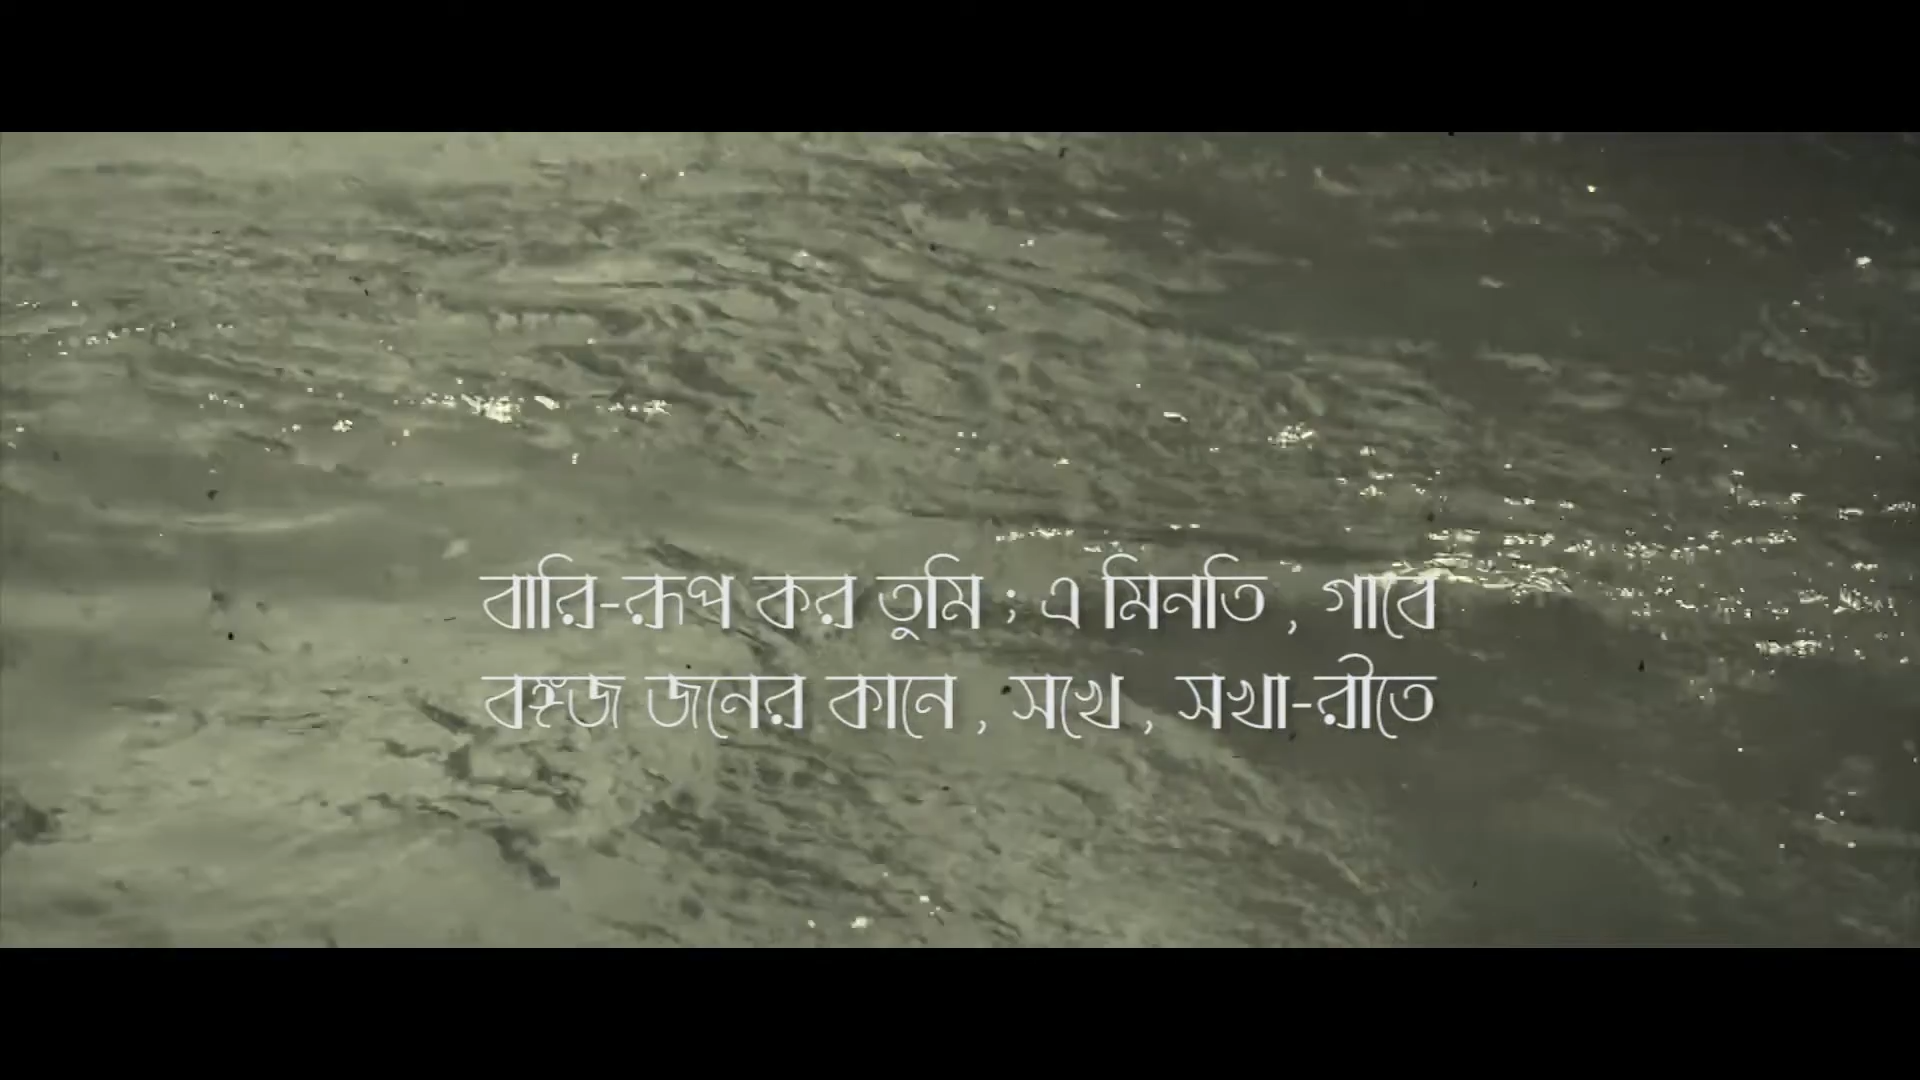 বারি-রূপ কর তুমি ; এ মিনতি , গাবে
বঙ্গজ জনের কানে , সখে , সখা-রীতে